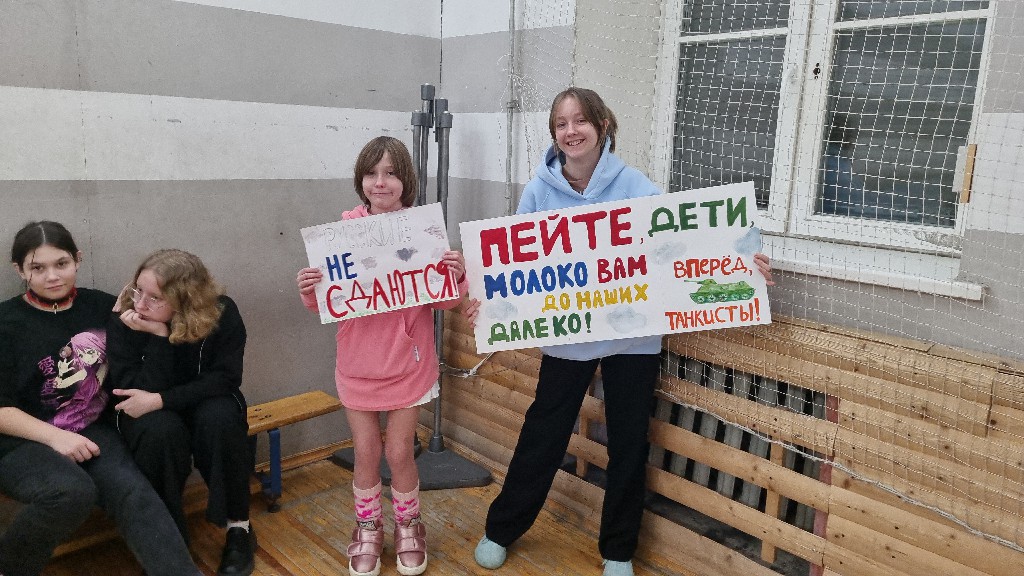 РУССКИЕ
НЕ
СДАЮТСЯ!
ПЕЙТЕ, ДЕТИ,
МОЛОКО ВАМ
ДО НАШИХ
ДАЛЕКО!
ВПЕРЁД,
ТАНКИСТЫ!